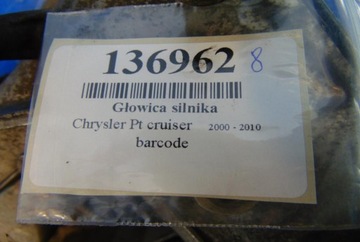 136962 8
Głowica silnika
Chrysler Pt cruiser 2000 - 2010
barcode